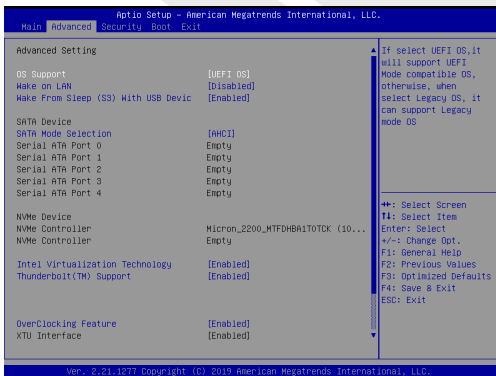 Aptio Setup – American Megatrends International, LLC.
Main Advanced Security Boot Exit
Advanced Setting
OS Support [UEFI OS]
Wake on LAN [Disabled]
Wake From Sleep (S3) With USB Devic [Enabled]
SATA Device
SATA Mode Selection [AHCI]
Serial ATA Port 0 Empty
Serial ATA Port 1 Empty
Serial ATA Port 2 Empty
Serial ATA Port 3 Empty
Serial ATA Port 4 Empty
NVMe Device
NVMe Controller Micron_2200_MTFDHBA1T0TCK (10...
NVMe Controller Empty
Intel Virtualization Technology [Enabled]
Thunderbolt(TM) Support [Enabled]
OverClocking Feature [Enabled]
XTU Interface [Enabled]
If select UEFI OS,it
will support UEFI
Mode compatible OS,
otherwise, when
select Legacy OS, it
can support Legacy
mode OS
→←: Select Screen
↑↓: Select Item
Enter: Select
+/-: Change Opt.
F1: General Help
F2: Previous Values
F3: Optimized Defaults
F4: Save & Exit
ESC: Exit
Ver. 2.21.1277 Copyright (C) 2019 American Megatrends International, LLC.